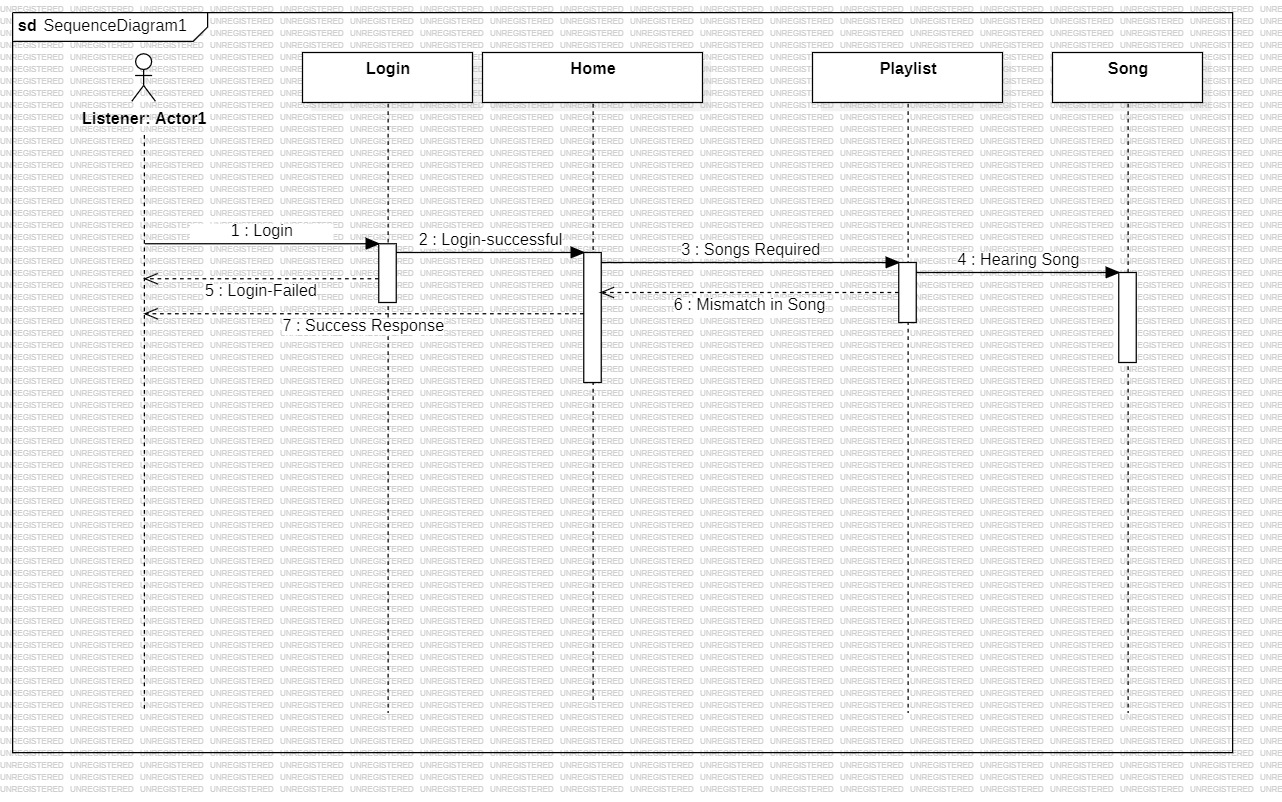 sd SequenceDiagram1
Login
Home
Playlist
Song
Listener: Actor1
1 : Login
2 : Login-successful
3 : Songs Required
4 : Hearing Song
5 : Login-Failed
6 : Mismatch in Song
7 : Success Response
UNREGISTERED